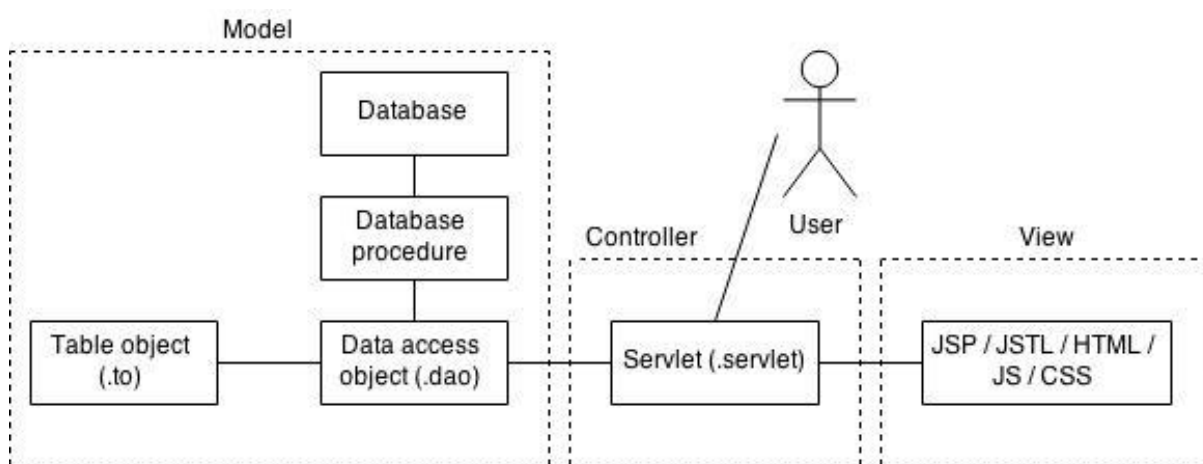 Model
Database
Database
procedure
User
Controller
View
Table object
(.to)
Data access
object (.dao)
Servlet (.servlet)
JSP / JSTL / HTML /
JS / CSS